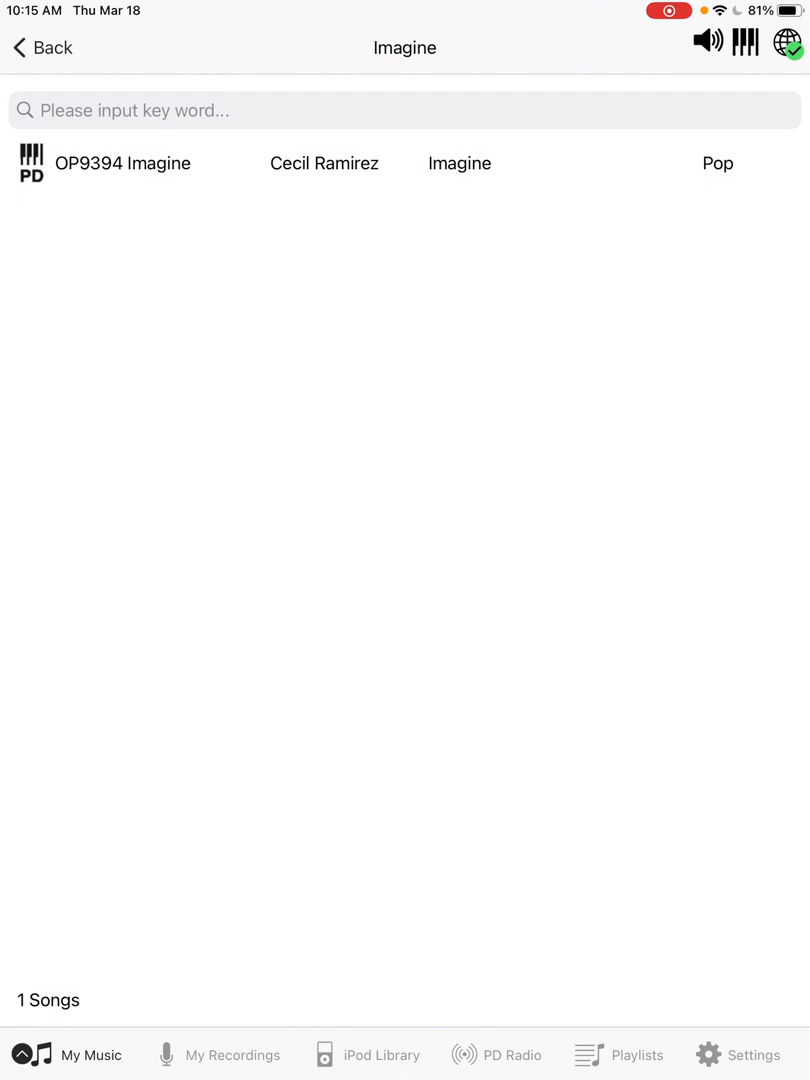 10:15 AM Thu Mar 18 81%
Back Imagine
Please input key word...
PD OP9394 Imagine Cecil Ramirez Imagine Pop
1 Songs
My Music My Recordings iPod Library PD Radio Playlists Settings